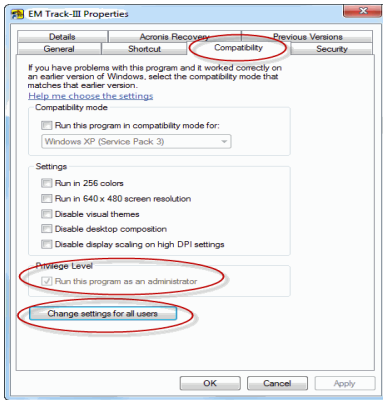 EM Track-III Properties
Details Acronis Recovery Previous Versions
General Shortcut Compatibility Security
If you have problems with this program and it worked correctly on
an earlier version of Windows, select the compatibility mode that
matches that earlier version.
Help me choose the settings
Compatibility mode
Run this program in compatibility mode for:
Windows XP (Service Pack 3)
Settings
Run in 256 colors
Run in 640 x 480 screen resolution
Disable visual themes
Disable desktop composition
Disable display scaling on high DPI settings
Privilege Level
Run this program as an administrator
Change settings for all users
OK Cancel Apply